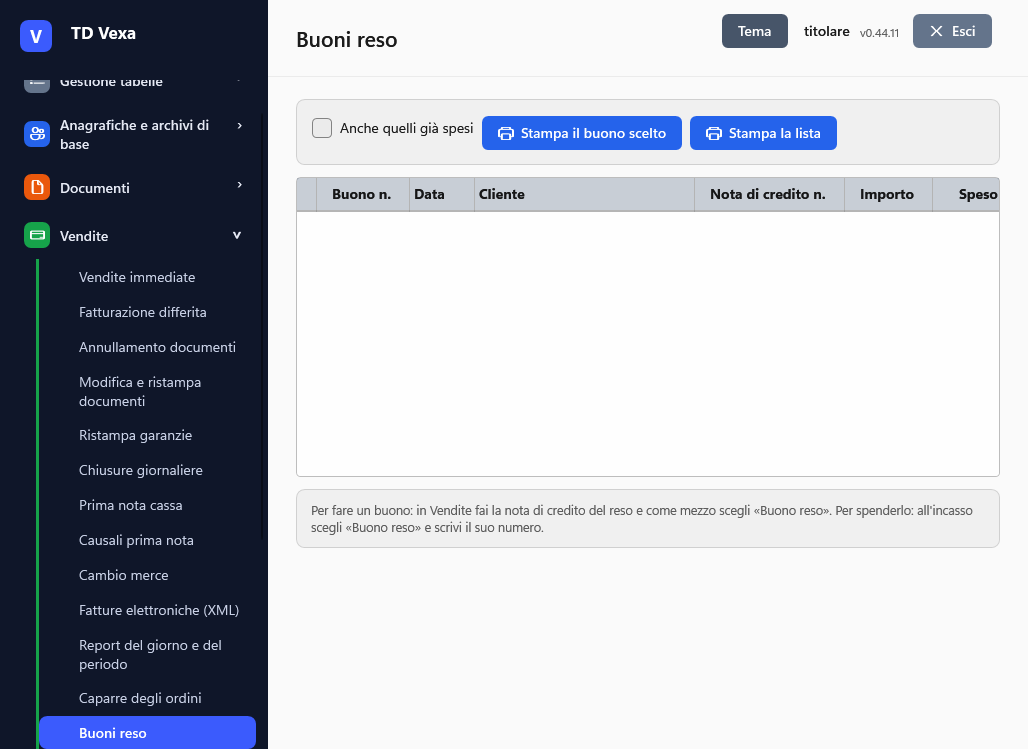 V
TD Vexa
Gestione tabelle
Anagrafiche e archivi di
base
Documenti
Vendite
Vendite immediate
Fatturazione differita
Annullamento documenti
Modifica e ristampa
documenti
Ristampa garanzie
Chiusure giornaliere
Prima nota cassa
Causali prima nota
Cambio merce
Fatture elettroniche (XML)
Report del giorno e del
periodo
Caparre degli ordini
Buoni reso
Buoni reso
Tema
titolare
v0.44.11
Esci
Anche quelli già spesi
Stampa il buono scelto
Stampa la lista
Buono n. Data Cliente Nota di credito n. Importo Speso
Per fare un buono: in Vendite fai la nota di credito del reso e come mezzo scegli «Buono reso». Per spenderlo: all'incasso
scegli «Buono reso» e scrivi il suo numero.